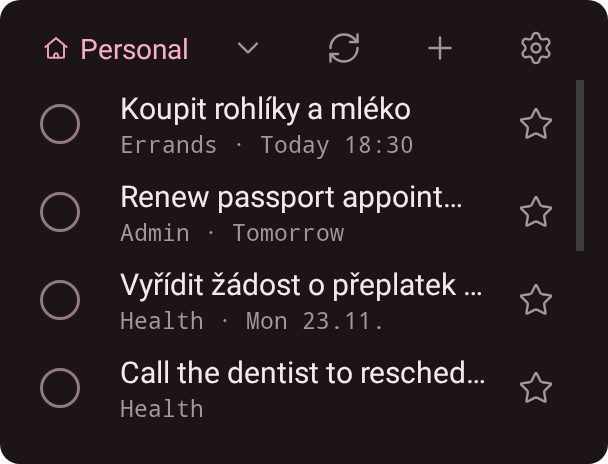 Personal
Koupit rohlíky a mléko
Errands · Today 18:30
Renew passport appoint…
Admin · Tomorrow
Vyřídit žádost o přeplatek …
Health · Mon 23.11.
Call the dentist to resched…
Health